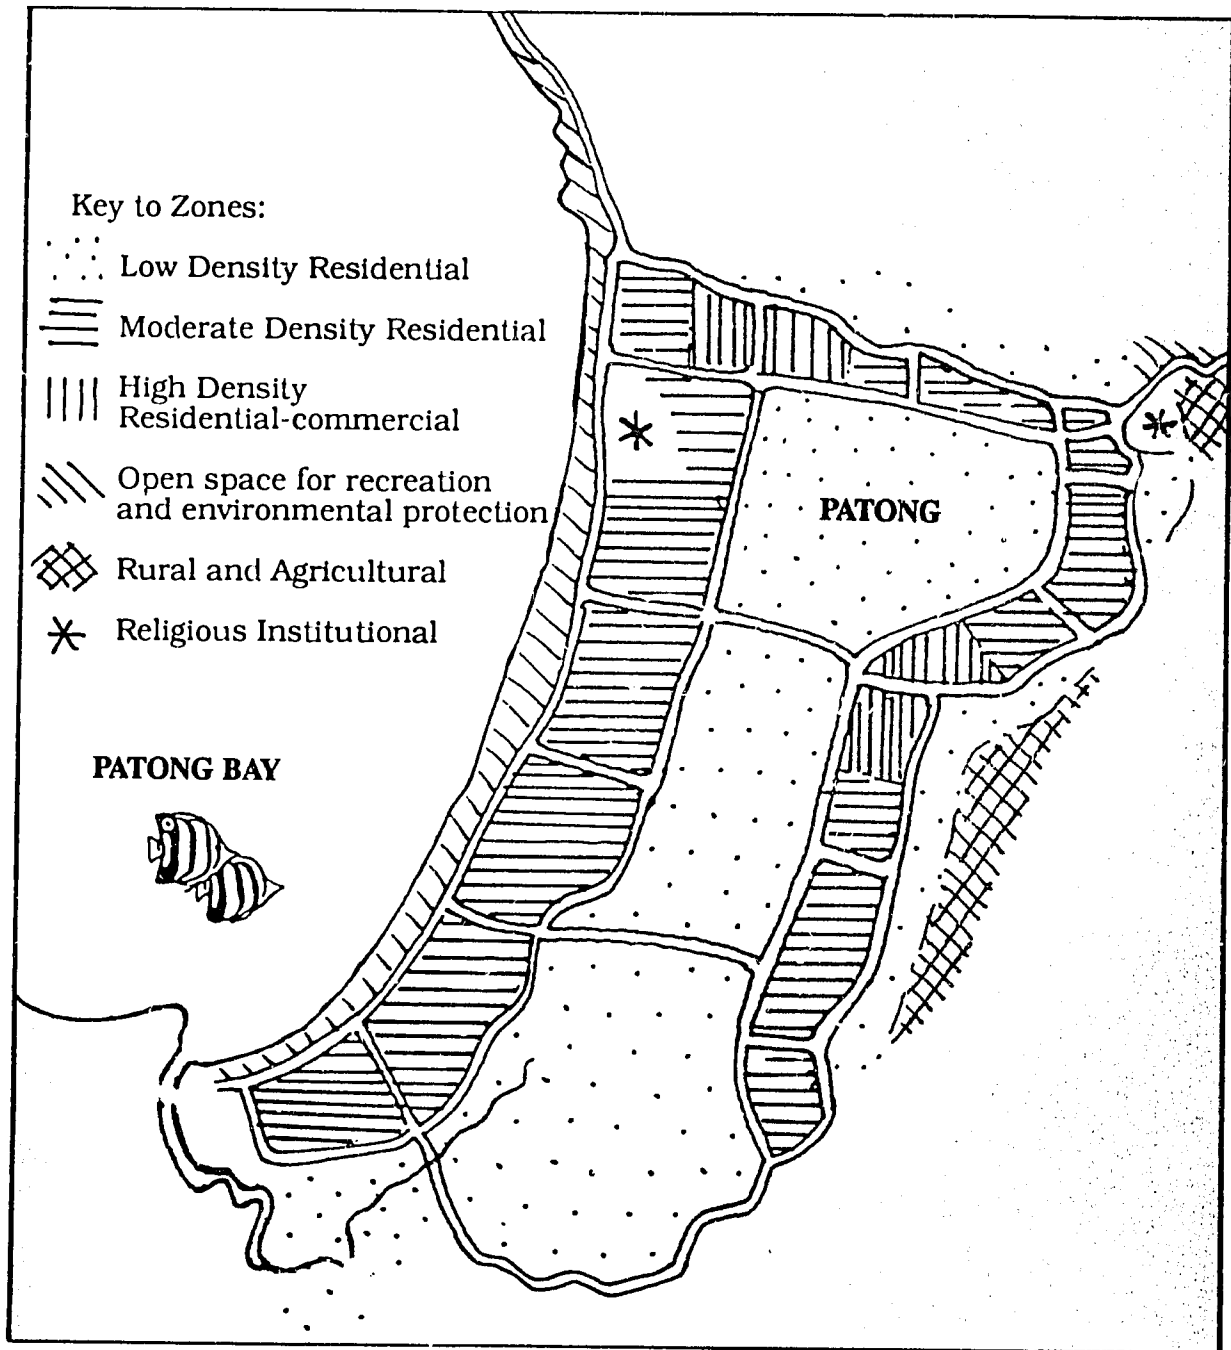 Key to Zones:
Low Density Residential
Moderate Density Residential
High Density
Residential-commercial
Open space for recreation
and environmental protection
Rural and Agricultural
Religious Institutional
PATONG
PATONG BAY